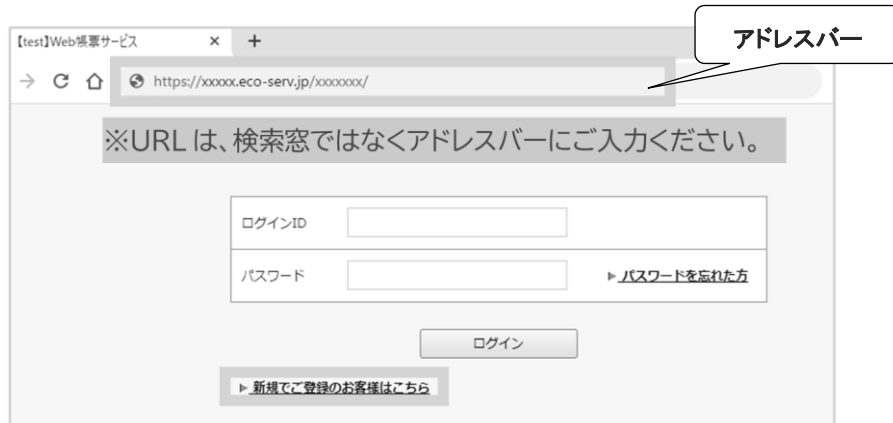 【test】Web帳票サービス × +
アドレスバー
https://xxxxx.eco-serv.jp/xxxxxxx/
※URL は、検索窓ではなくアドレスバーにご入力ください。
ログインID
パスワード
パスワードを忘れた方
ログイン
新規でご登録のお客様はこちら